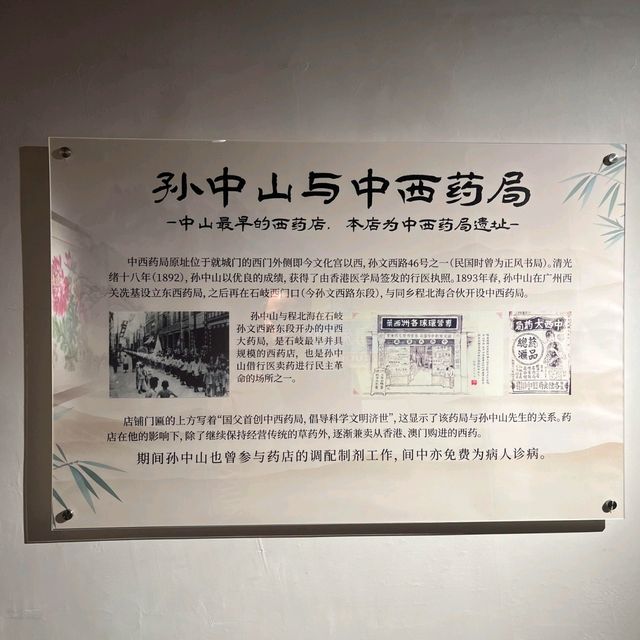 孙中山与中西药局
-中山最早的西药店，本店为中西药局遗址-
中西药局原址位于就城门的西门外侧即今文化宫以西，孙文西路46号之一（民国时曾为正风书局）。清光
绪十八年（1892），孙中山以优良的成绩，获得了由香港医学局签发的行医执照。1893年春，孙中山在广州西
关冼基设立东西药局，之后再在石岐西门口（今孙文西路东段），与同乡程北海合伙开设中西药局。
孙中山与程北海在石岐
孙文西路东段开办的中西
大药局，是石岐最早并具
规模的西药店，也是孙中
山借行医卖药进行民主革
命的场所之一。
中西大药局
店铺门匾的上方写着“国父首创中西药局，倡导科学文明济世”，这显示了该药局与孙中山先生的关系。药
店在他的影响下，除了继续保持经营传统的草药外，逐渐兼卖从香港、澳门购进的西药。
期间孙中山也曾参与药店的调配制剂工作，间中亦免费为病人诊病。